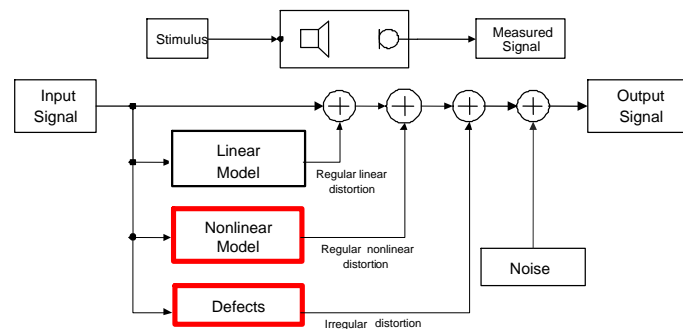 Stimulus
Measured
Signal
Input
Signal
Output
Signal
Linear
Model
Regular linear
distortion
Nonlinear
Model
Regular nonlinear
distortion
Noise
Defects
Irregular distortion